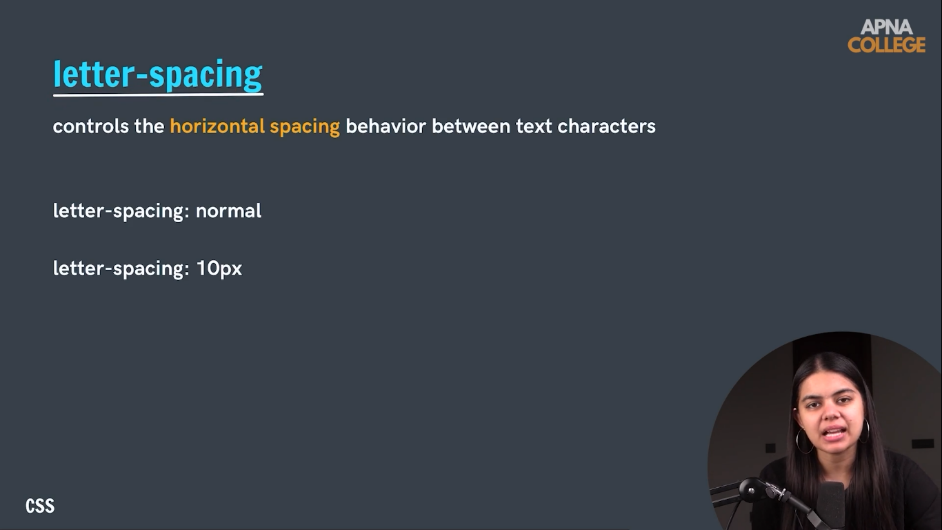 APNA
COLLEGE
letter-spacing
controls the horizontal spacing behavior between text characters
letter-spacing: normal
letter-spacing: 10px
CSS